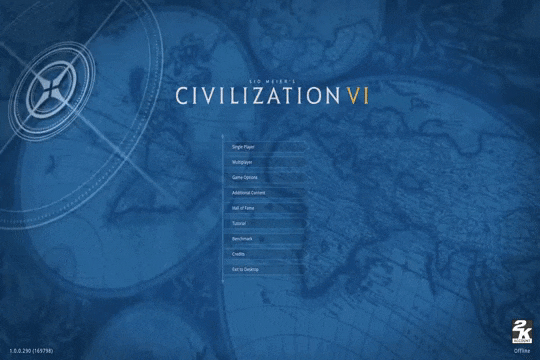 SID MEIER'S
CIVILIZATION VI
Single Player
Multiplayer
Game Options
Additional Content
Hall of Fame
Tutorial
Benchmark
Credits
Exit to Desktop
2K
ACCOUNT
1.0.0.290 (169798)
Offline